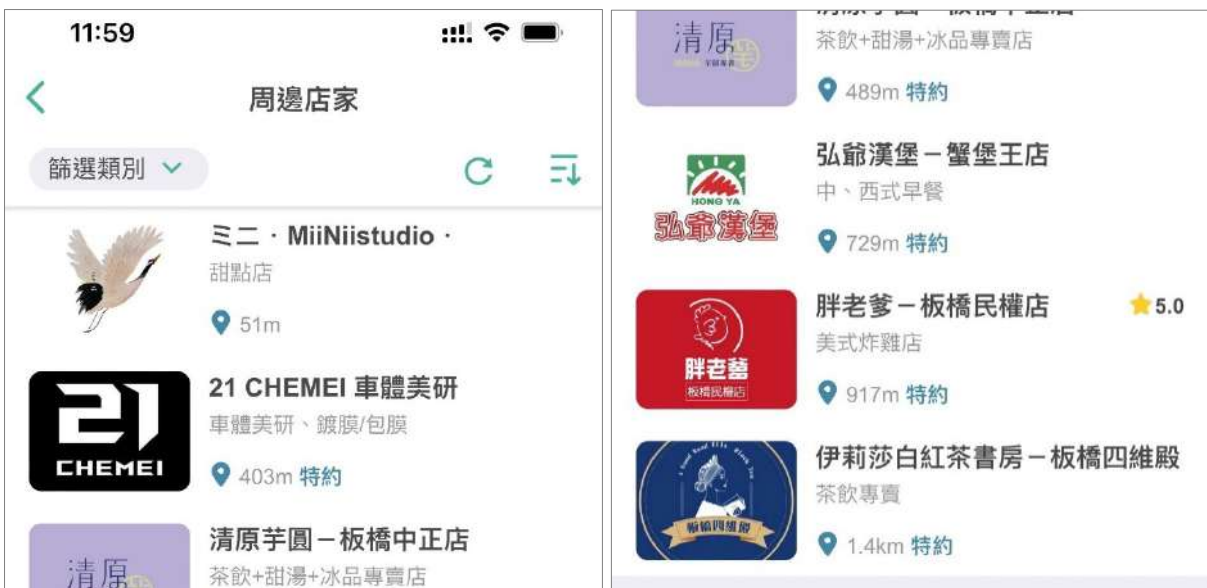 11:59
周邊店家
篩選類別
ミニ・MiiNiistudio・
甜點店
51m
21
CHEMEI
21 CHEMEI 車體美研
車體美研、鍍膜/包膜
403m 特約
清原
清原芋圓－板橋中正店
茶飲+甜湯+冰品專賣店
清原
茶飲+甜湯+冰品專賣店
489m 特約
HONG YA
弘爺漢堡
弘爺漢堡－蟹堡王店
中、西式早餐
729m 特約
胖老爹
板橋民權店
胖老爹－板橋民權店
5.0
美式炸雞店
917m 特約
板橋四維殿
伊莉莎白紅茶書房－板橋四維殿
茶飲專賣
1.4km 特約